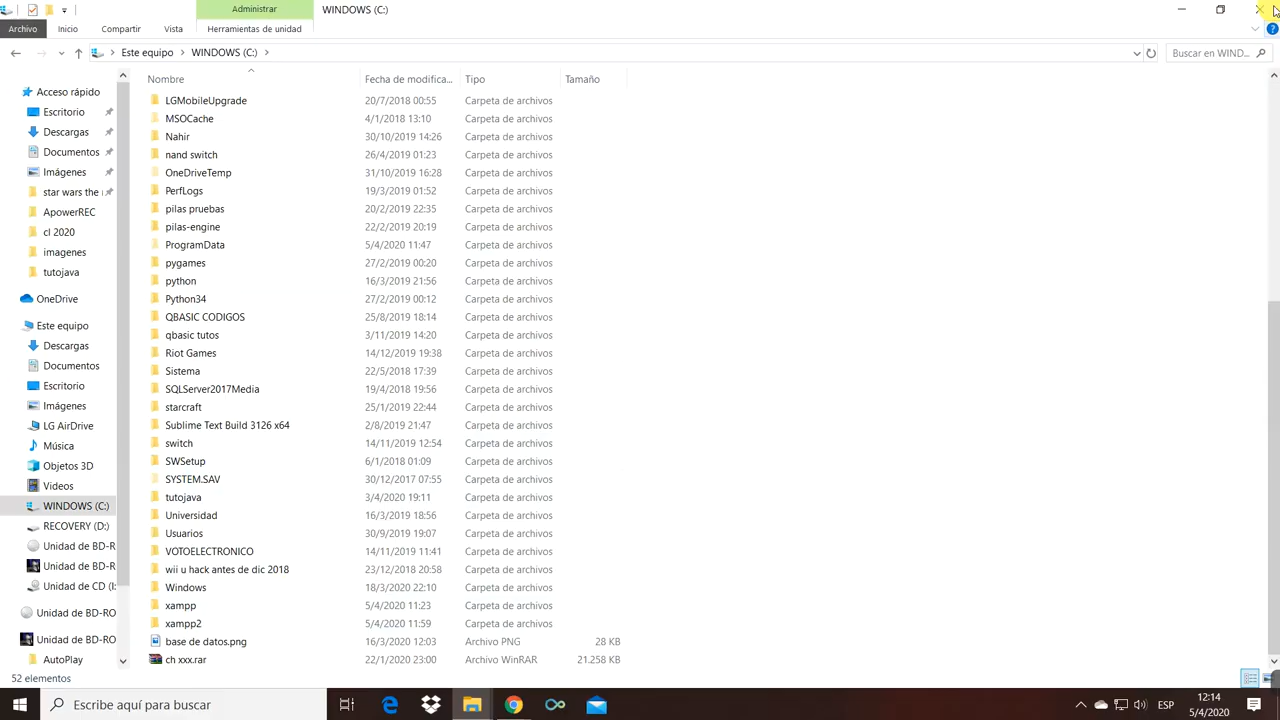 Administrar
WINDOWS (C:)
Archivo
Inicio
Compartir
Vista
Herramientas de unidad
Este equipo
WINDOWS (C:)
Buscar en WIND...
Acceso rápido
Escritorio
Descargas
Documentos
Imágenes
star wars the
ApowerREC
cl 2020
imagenes
tutojava
OneDrive
Este equipo
Descargas
Documentos
Escritorio
Imágenes
LG AirDrive
Música
Objetos 3D
Videos
WINDOWS (C:)
RECOVERY (D:)
Unidad de BD-R
Unidad de BD-R
Unidad de CD (I:
Unidad de BD-RO
Unidad de BD-RO
AutoPlay
Nombre Fecha de modifica... Tipo Tamaño
LGMobileUpgrade 20/7/2018 00:55 Carpeta de archivos
MSOCache 4/1/2018 13:10 Carpeta de archivos
Nahir 30/10/2019 14:26 Carpeta de archivos
nand switch 26/4/2019 01:23 Carpeta de archivos
OneDriveTemp 31/10/2019 16:28 Carpeta de archivos
PerfLogs 19/3/2019 01:52 Carpeta de archivos
pilas pruebas 20/2/2019 22:35 Carpeta de archivos
pilas-engine 22/2/2019 20:19 Carpeta de archivos
ProgramData 5/4/2020 11:47 Carpeta de archivos
pygames 27/2/2019 00:20 Carpeta de archivos
python 16/3/2019 21:56 Carpeta de archivos
Python34 27/2/2019 00:12 Carpeta de archivos
QBASIC CODIGOS 25/8/2019 18:14 Carpeta de archivos
qbasic tutos 3/11/2019 14:20 Carpeta de archivos
Riot Games 14/12/2019 19:38 Carpeta de archivos
Sistema 22/5/2018 17:39 Carpeta de archivos
SQLServer2017Media 19/4/2018 19:56 Carpeta de archivos
starcraft 25/1/2019 22:44 Carpeta de archivos
Sublime Text Build 3126 x64 2/8/2019 21:47 Carpeta de archivos
switch 14/11/2019 12:54 Carpeta de archivos
SWSetup 6/1/2018 01:09 Carpeta de archivos
SYSTEM.SAV 30/12/2017 07:55 Carpeta de archivos
tutojava 3/4/2020 19:11 Carpeta de archivos
Universidad 16/3/2019 18:56 Carpeta de archivos
Usuarios 30/9/2019 19:07 Carpeta de archivos
VOTOELECTRONICO 14/11/2019 11:41 Carpeta de archivos
wii u hack antes de dic 2018 23/12/2018 20:58 Carpeta de archivos
Windows 18/3/2020 22:10 Carpeta de archivos
xampp 5/4/2020 11:23 Carpeta de archivos
xampp2 5/4/2020 11:59 Carpeta de archivos
base de datos.png 16/3/2020 12:03 Archivo PNG 28 KB
ch xxx.rar 22/1/2020 23:00 Archivo WinRAR 21.258 KB
52 elementos
Escribe aquí para buscar
ESP
12:14
5/4/2020